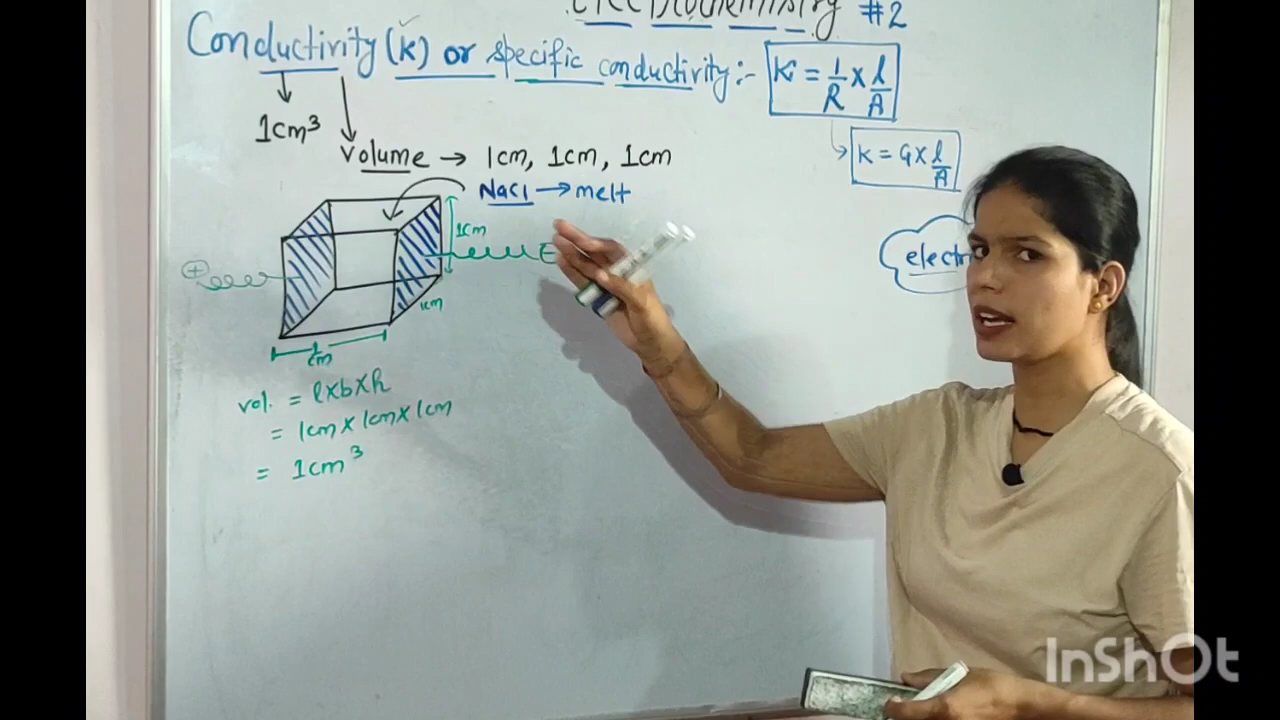 Electrochemistry #2
Conductivity (K) or specific conductivity:- K = 1/R × l/A
1cm³
K = G × l/A
Volume → 1cm, 1cm, 1cm
NaCl → melt
1cm
+
electr
1cm
1cm
vol. = l×b×h
= 1cm × 1cm × 1cm
= 1cm³
InShOt